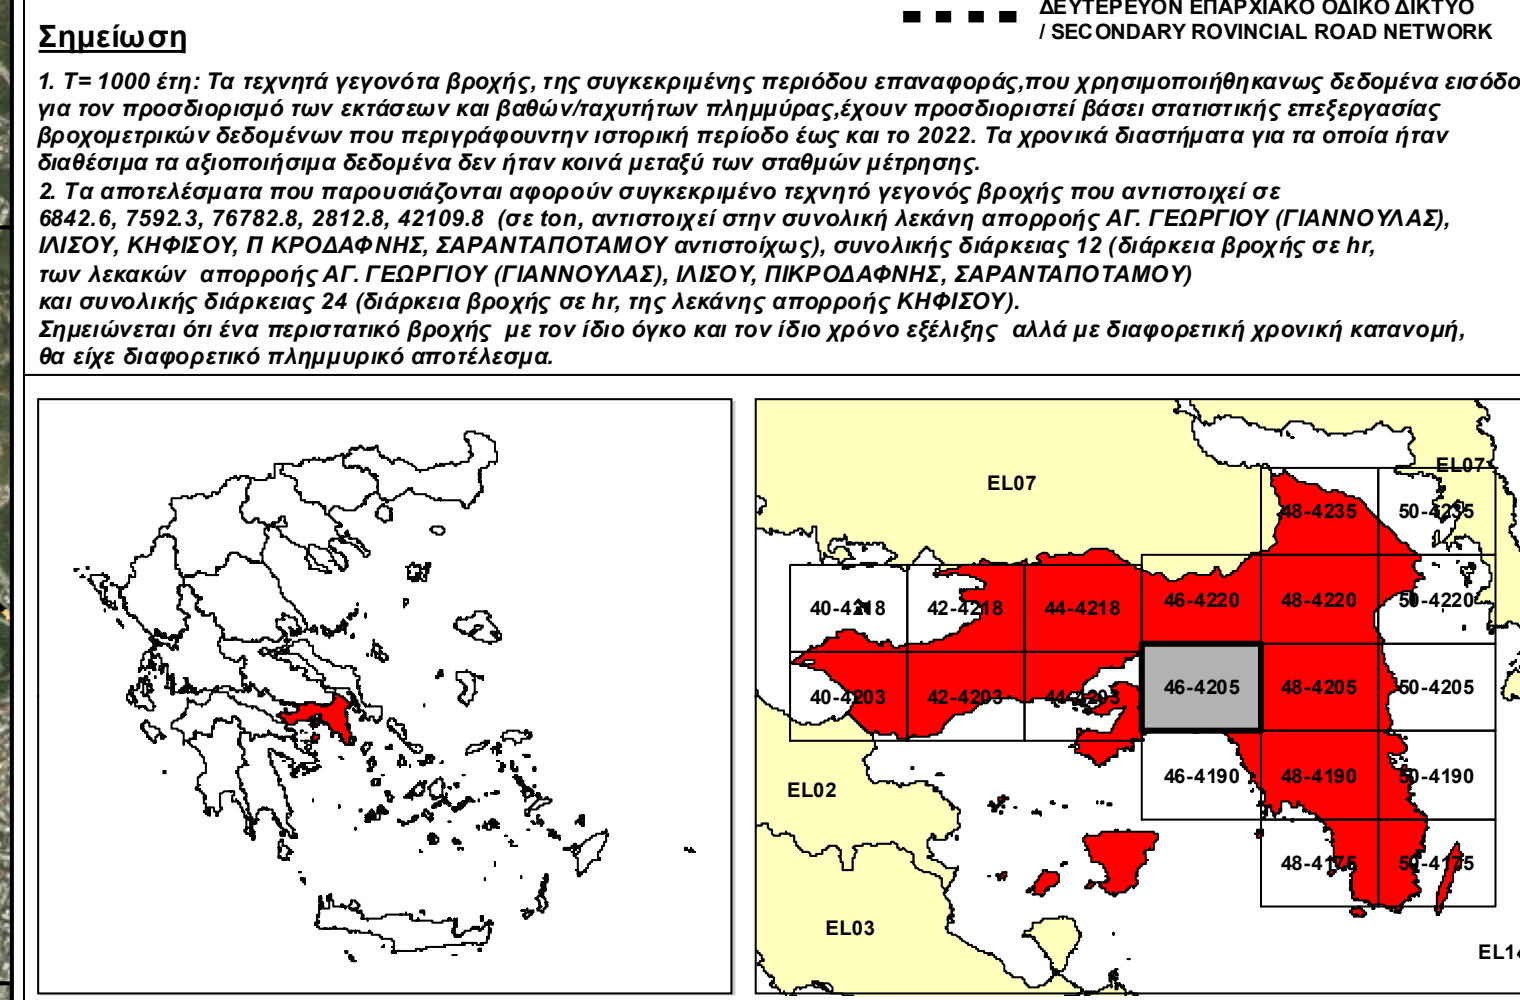 ΔΕΥΤΕΡΕΥΟΝ ΕΠΑΡΧΙΑΚΟ ΟΔΙΚΟ ΔΙΚΤΥΟ
/ SECONDARY ROVINCIAL ROAD NETWORK
Σημείωση
1. Τ= 1000 έτη: Τα τεχνητά γεγονότα βροχής, της συγκεκριμένης περιόδου επαναφοράς,που χρησιμοποιήθηκανως δεδομένα εισόδο
για τον προσδιορισμό των εκτάσεων και βαθών/ταχυτήτων πλημμύρας,έχουν προσδιοριστεί βάσει στατιστικής επεξεργασίας
βροχομετρικών δεδομένων που περιγράφουντην ιστορική περίοδο έως και το 2022. Τα χρονικά διαστήματα για τα οποία ήταν
διαθέσιμα τα αξιοποιήσιμα δεδομένα δεν ήταν κοινά μεταξύ των σταθμών μέτρησης.
2. Τα αποτελέσματα που παρουσιάζονται αφορούν συγκεκριμένο τεχνητό γεγονός βροχής που αντιστοιχεί σε
6842.6, 7592.3, 76782.8, 2812.8, 42109.8 (σε ton, αντιστοιχεί στην συνολική λεκάνη απορροής ΑΓ. ΓΕΩΡΓΙΟΥ (ΓΙΑΝΝΟΥΛΑΣ),
ΙΛΙΣΟΥ, ΚΗΦΙΣΟΥ, Π ΚΡΟΔΑΦΝΗΣ, ΣΑΡΑΝΤΑΠΟΤΑΜΟΥ αντιστοίχως), συνολικής διάρκειας 12 (διάρκεια βροχής σε hr,
των λεκακών απορροής ΑΓ. ΓΕΩΡΓΙΟΥ (ΓΙΑΝΝΟΥΛΑΣ), ΙΛΙΣΟΥ, ΠΙΚΡΟΔΑΦΝΗΣ, ΣΑΡΑΝΤΑΠΟΤΑΜΟΥ)
και συνολικής διάρκειας 24 (διάρκεια βροχής σε hr, της λεκάνης απορροής ΚΗΦΙΣΟΥ).
Σημειώνεται ότι ένα περιστατικό βροχής με τον ίδιο όγκο και τον ίδιο χρόνο εξέλιξης αλλά με διαφορετική χρονική κατανομή,
θα είχε διαφορετικό πλημμυρικό αποτέλεσμα.
EL07
EL07
48-4235
50-4235
40-4218
42-4218
44-4218
46-4220
48-4220
50-4220
40-4203
42-4203
44-4203
46-4205
48-4205
50-4205
EL02
46-4190
48-4190
50-4190
48-4175
50-4175
EL03
EL14